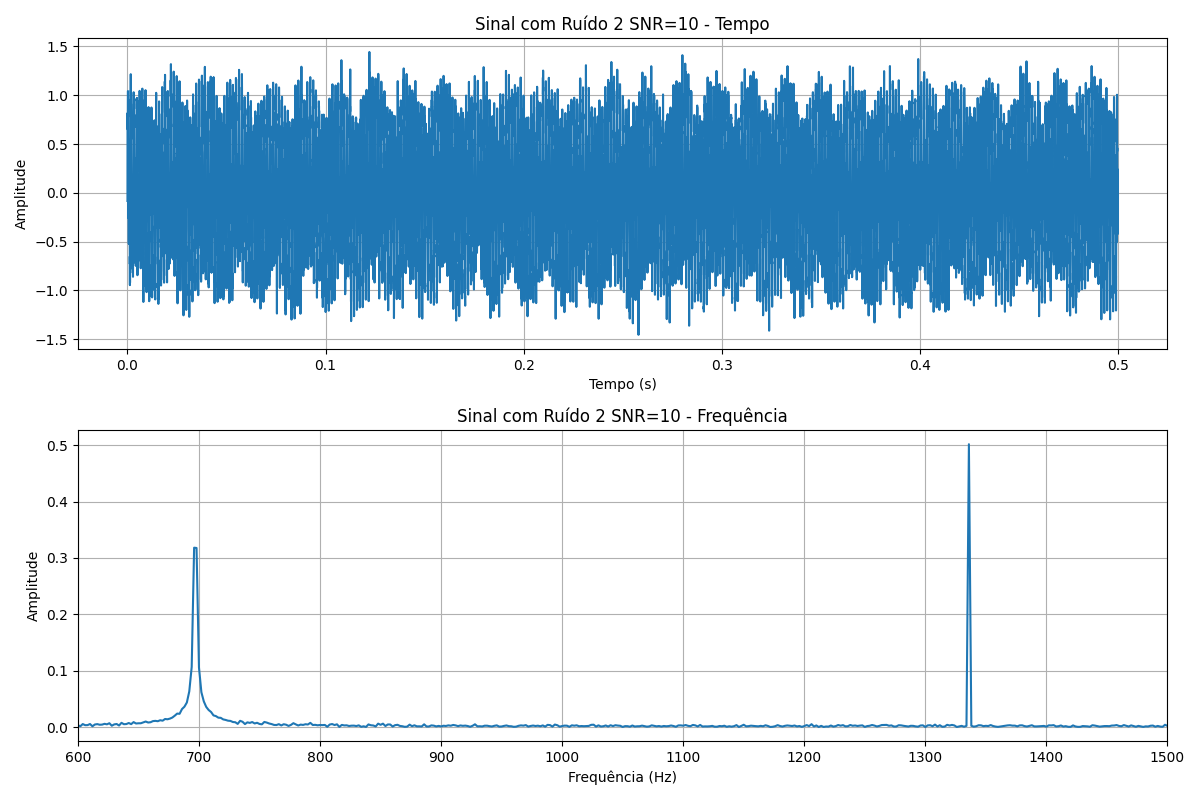 Sinal com Ruído 2 SNR=10 - Tempo
1.5
1.0
0.5
0.0
−0.5
−1.0
−1.5
Amplitude
0.0 0.1 0.2 0.3 0.4 0.5
Tempo (s)
Sinal com Ruído 2 SNR=10 - Frequência
0.5
0.4
0.3
0.2
0.1
0.0
Amplitude
600 700 800 900 1000 1100 1200 1300 1400 1500
Frequência (Hz)